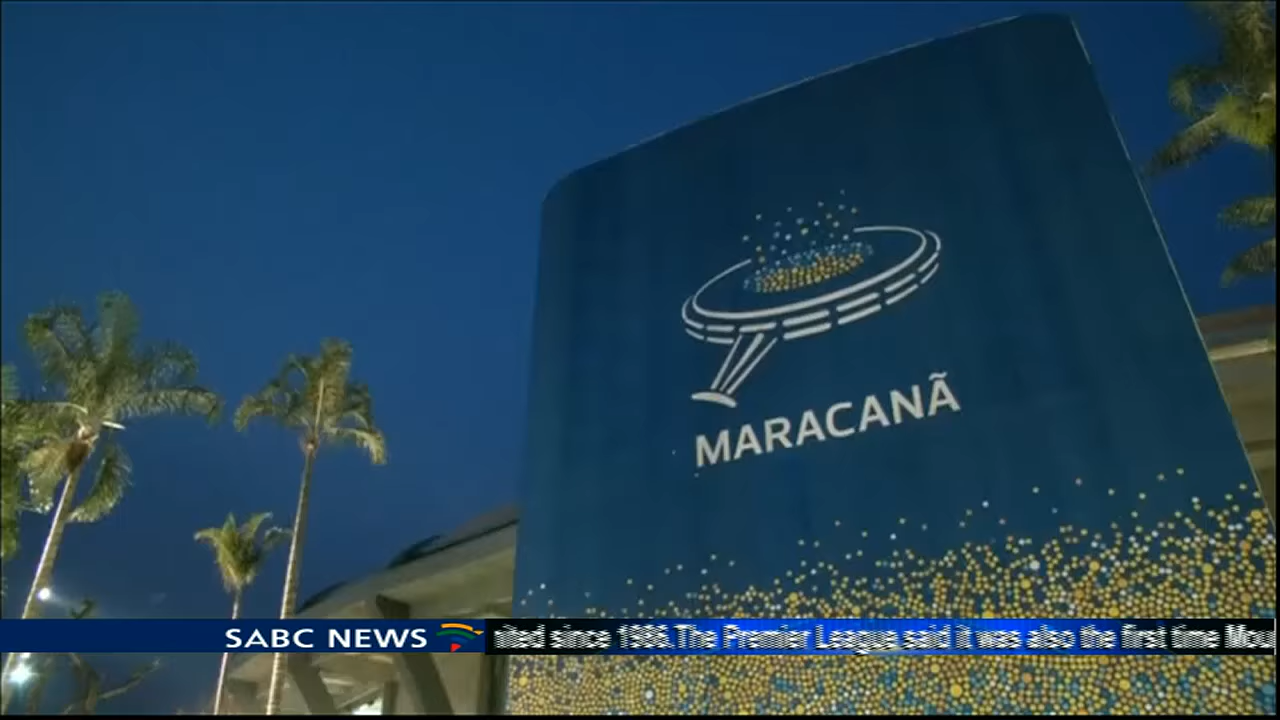 MARACANÃ
SABC NEWS
nited since 1986.The Premier League said it was also the first time Mou